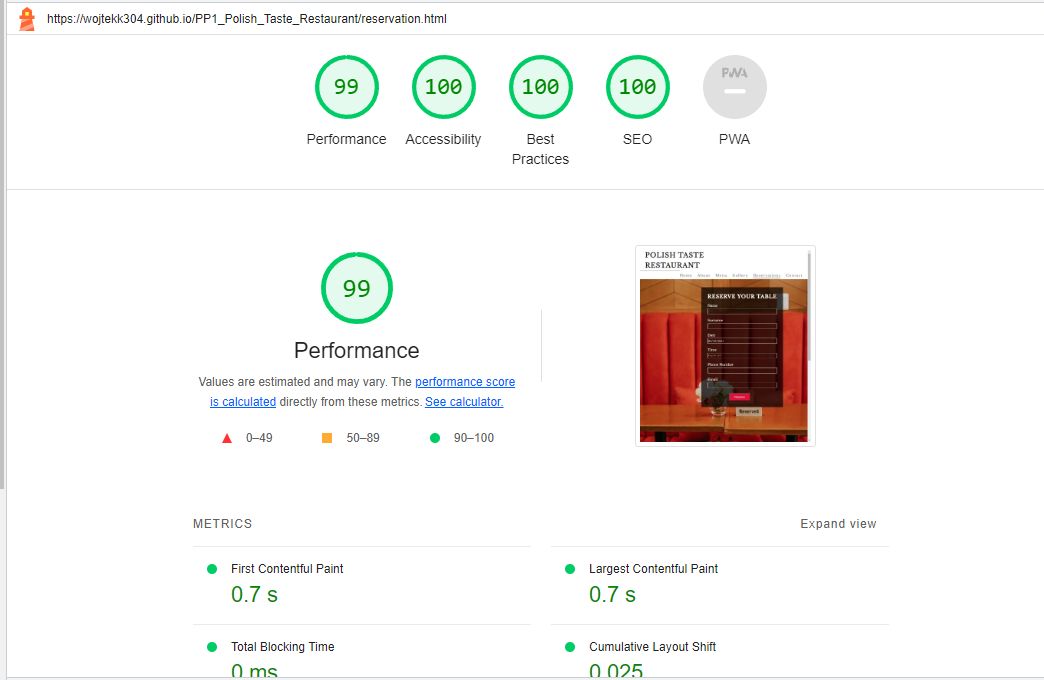 https://wojtekk304.github.io/PP1_Polish_Taste_Restaurant/reservation.html
99
100
100
100
PWA
Performance
Accessibility
Best
Practices
SEO
PWA
99
Performance
Values are estimated and may vary. The performance score
is calculated directly from these metrics. See calculator.
0–49
50–89
90–100
POLISH TASTE
RESTAURANT
Home About Menu Gallery Reservations Contact
RESERVE YOUR TABLE
Name
Surname
Date
Time
Phone Number
Email
Reserved
METRICS
Expand view
First Contentful Paint
0.7 s
Largest Contentful Paint
0.7 s
Total Blocking Time
0 ms
Cumulative Layout Shift
0.025